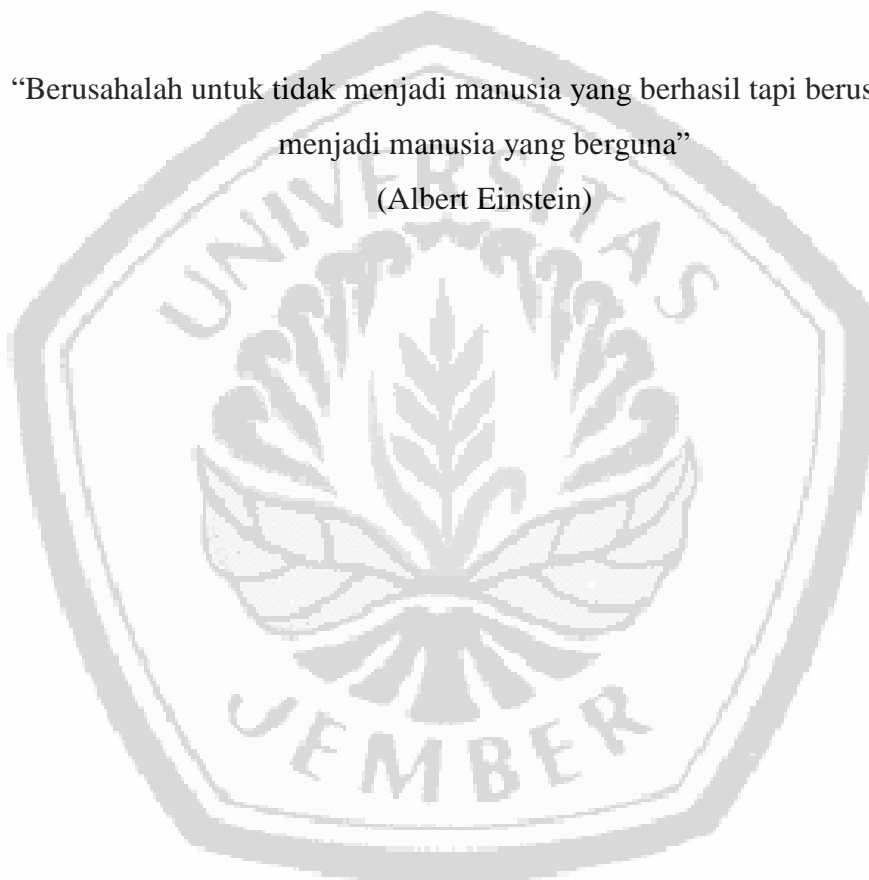 “Berusahalah untuk tidak menjadi manusia yang berhasil tapi berus
menjadi manusia yang berguna”
(Albert Einstein)
UNIVERSITAS
JEMBER